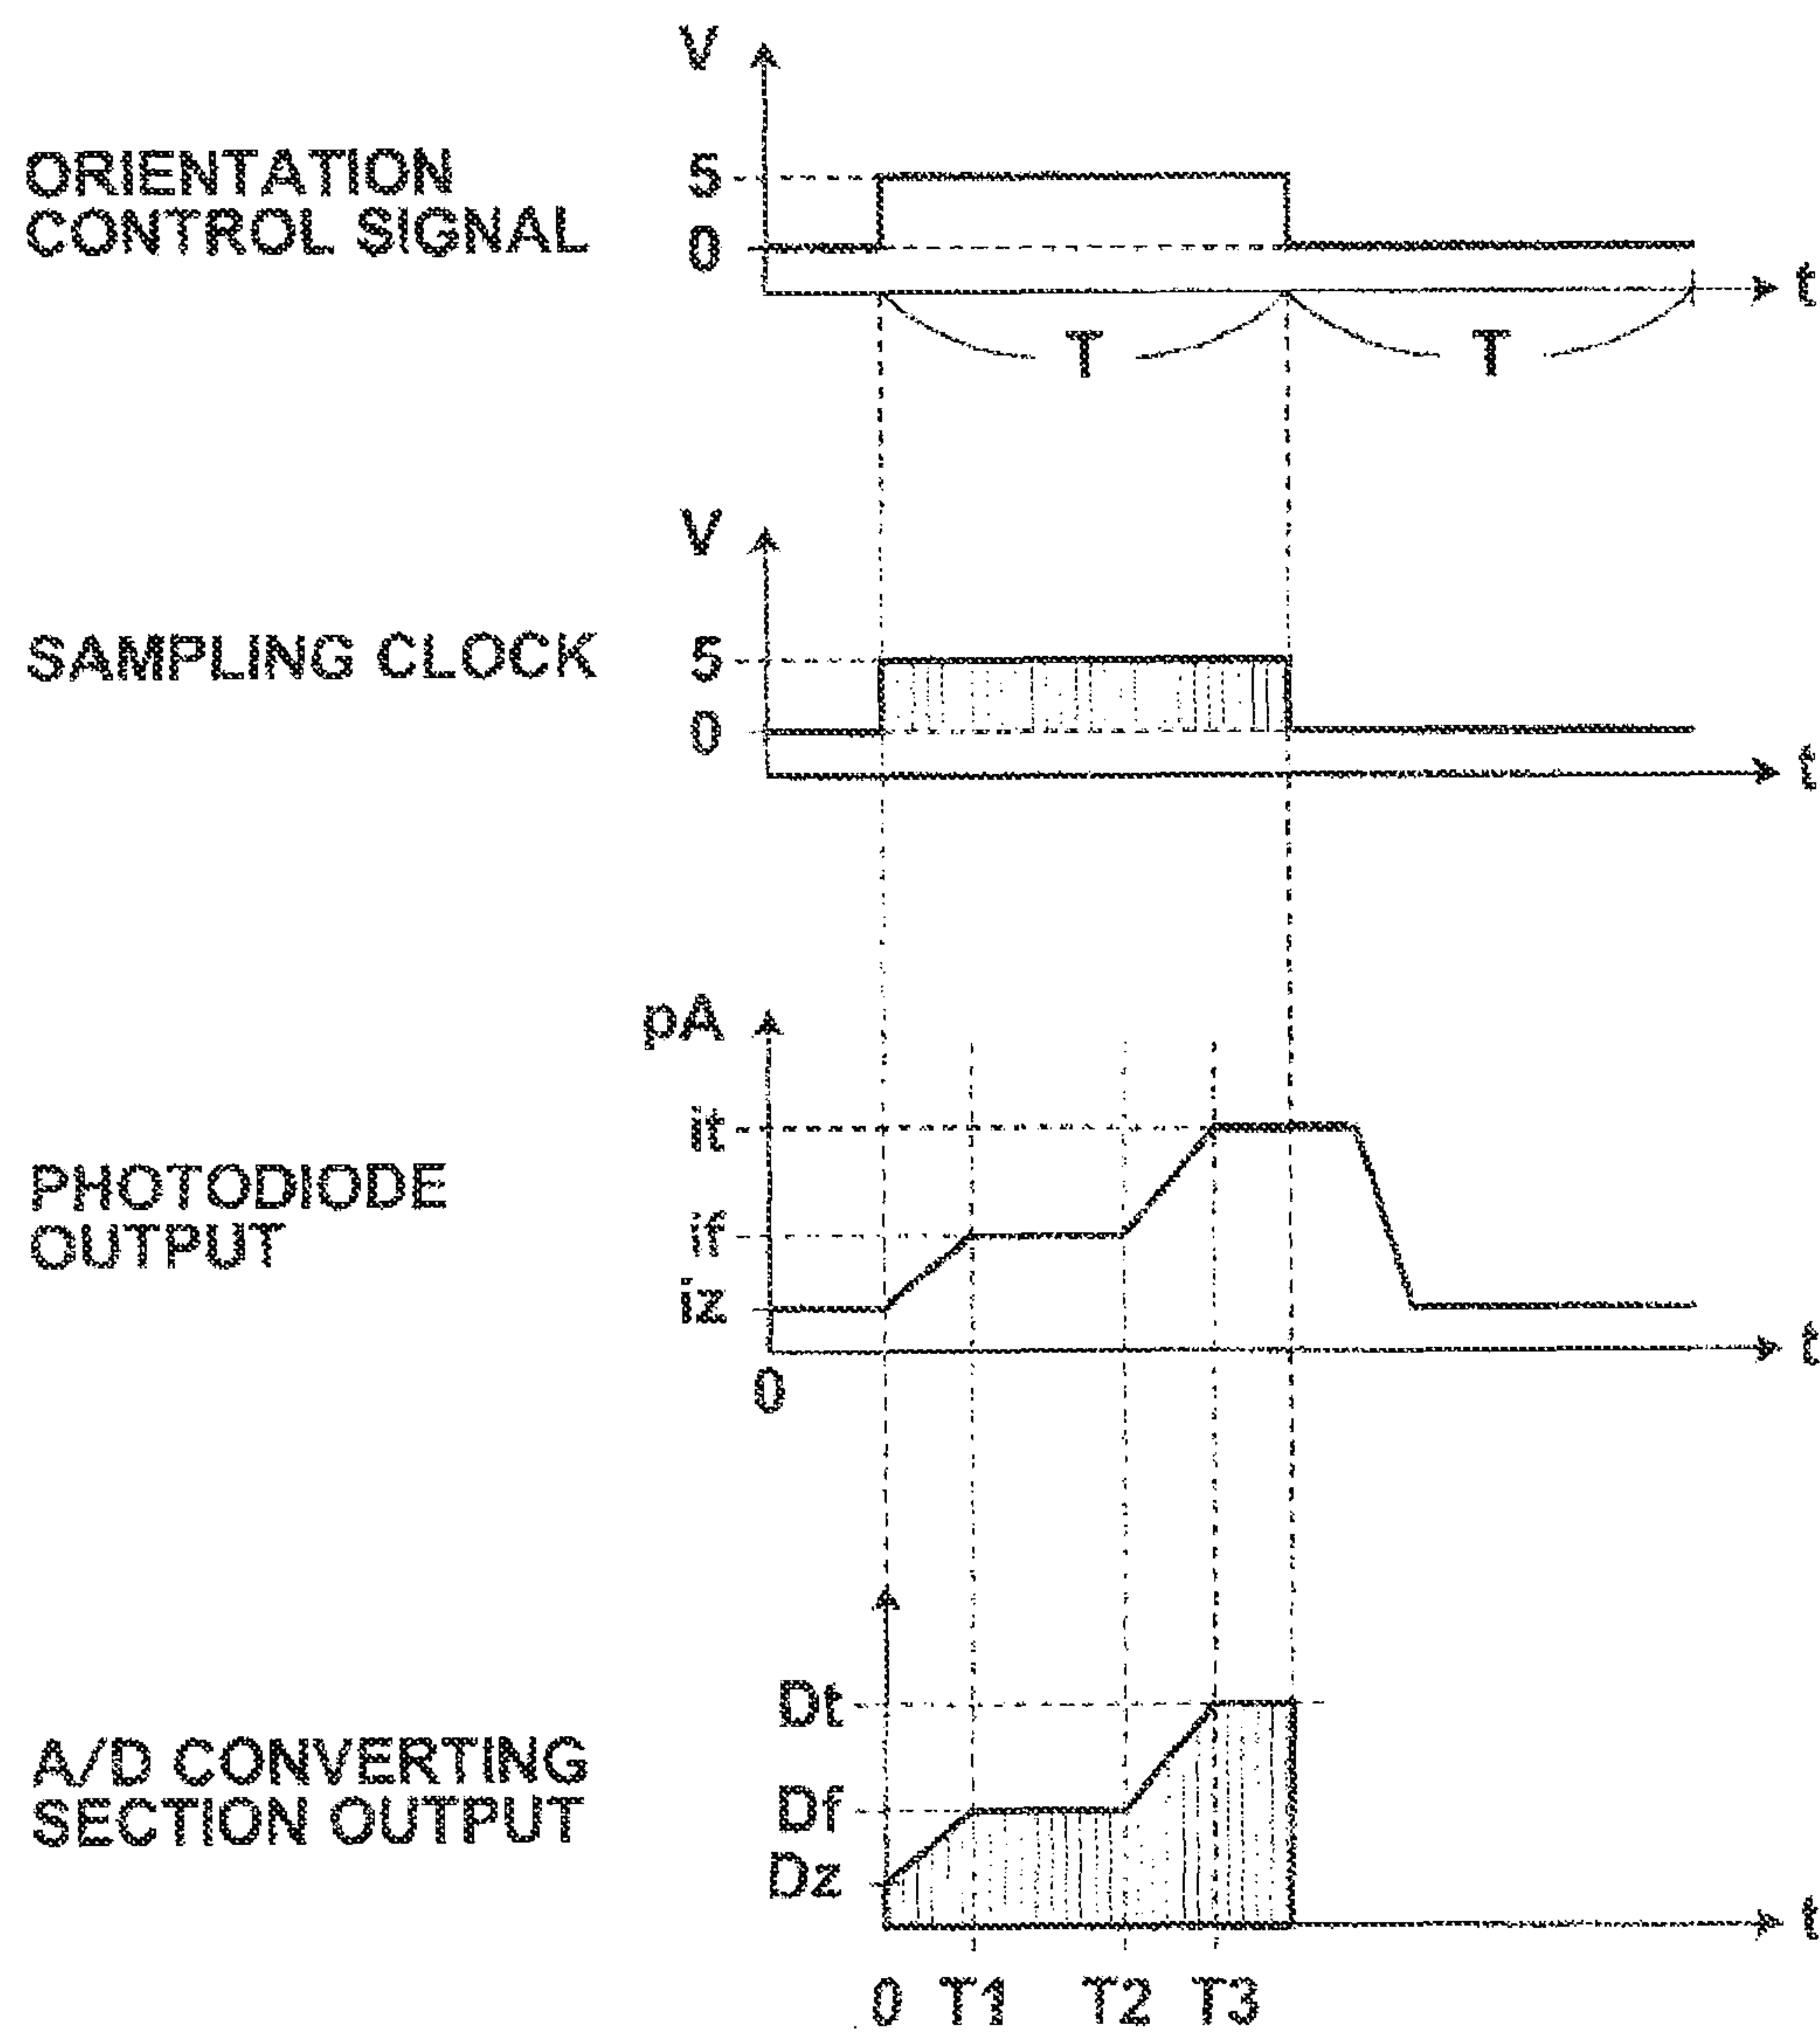 V
5
ORIENTATION
CONTROL SIGNAL
0
t
T T
V
SAMPLING CLOCK
5
0
t
pA
it
PHOTODIODE
OUTPUT
if
iz
t
0
Dt
A/D CONVERTING
SECTION OUTPUT
Df
Dz
t
0 T1 T2 T3